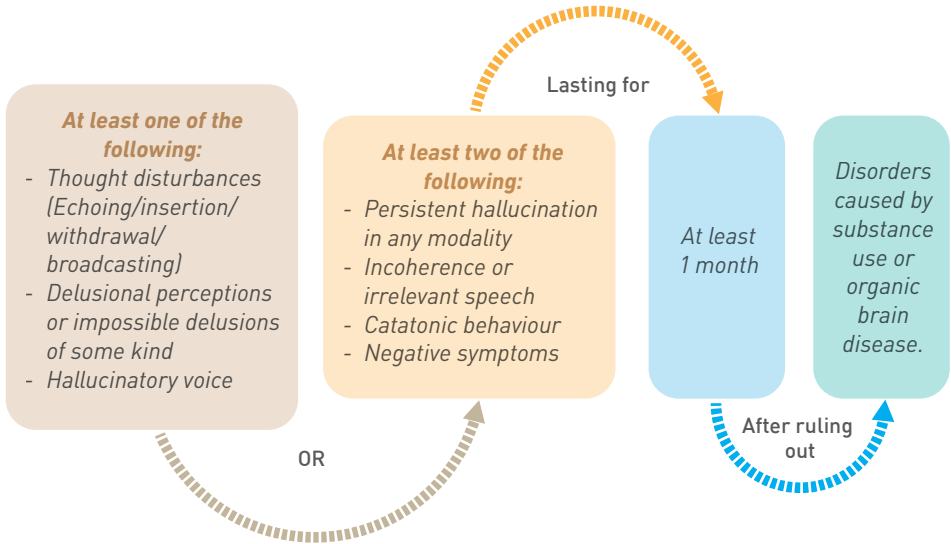 At least one of the
following:
- Thought disturbances
(Echoing/insertion/
withdrawal/
broadcasting)
- Delusional perceptions
or impossible delusions
of some kind
- Hallucinatory voice
OR
At least two of the
following:
- Persistent hallucination
in any modality
- Incoherence or
irrelevant speech
- Catatonic behaviour
- Negative symptoms
Lasting for
At least
1 month
After ruling
out
Disorders
caused by
substance
use or
organic
brain
disease.